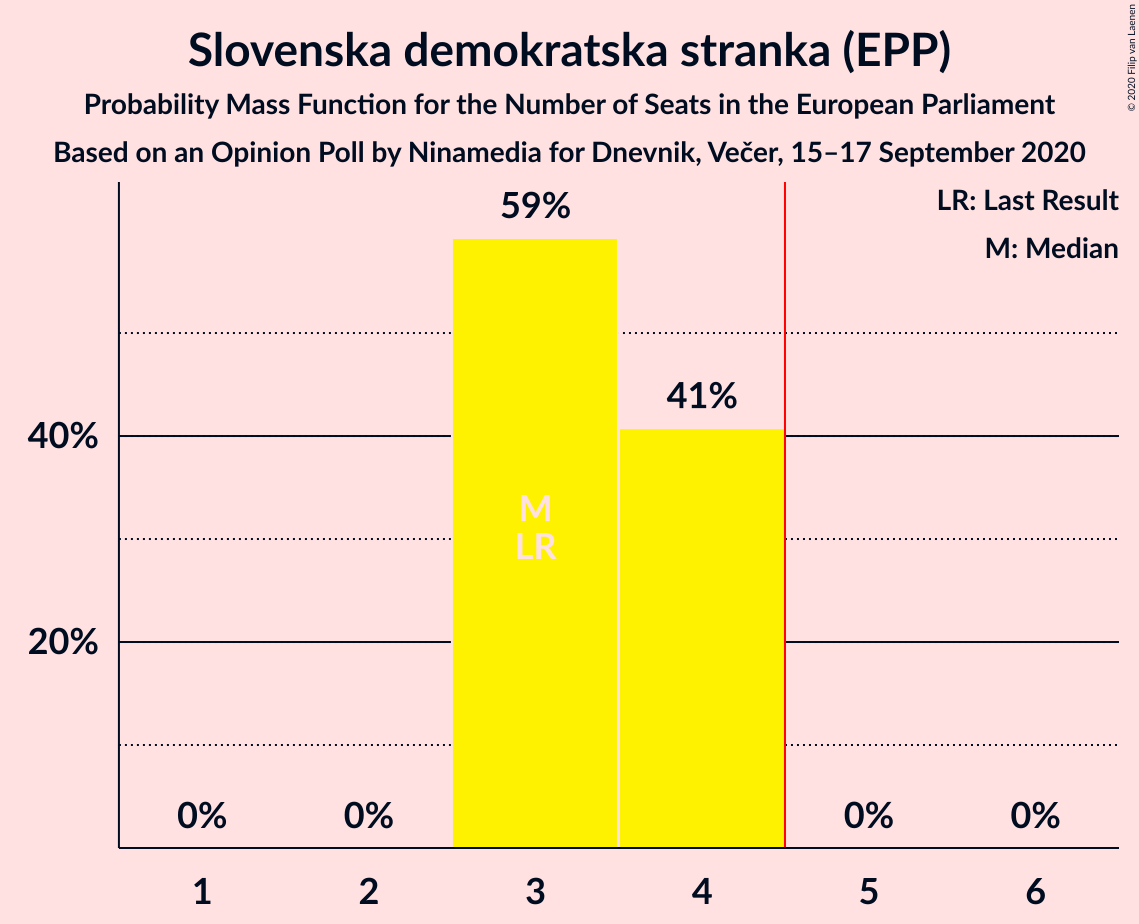 Slovenska demokratska stranka (EPP)
Probability Mass Function for the Number of Seats in the European Parliament
Based on an Opinion Poll by Ninamedia for Dnevnik, Večer, 15–17 September 2020
© 2020 Filip van Laenen
LR: Last Result
M: Median
59%
41%
40%
M
LR
20%
0% 0% 0% 0%
1 2 3 4 5 6